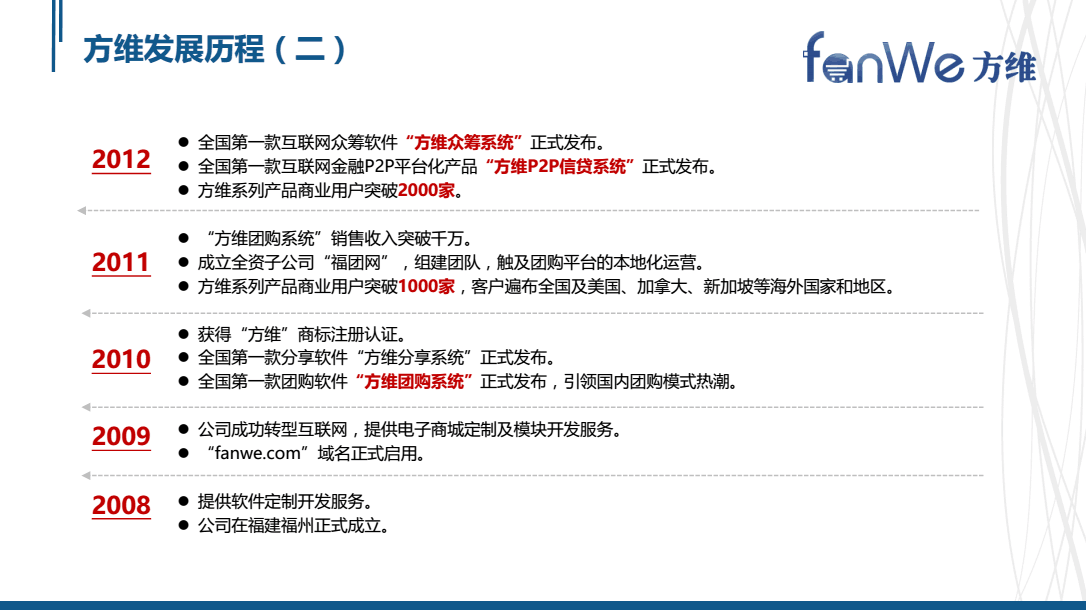 方维发展历程（二）
fanWe 方维
2012
● 全国第一款互联网众筹软件“方维众筹系统”正式发布。
● 全国第一款互联网金融P2P平台化产品“方维P2P信贷系统”正式发布。
● 方维系列产品商业用户突破2000家。
2011
● “方维团购系统”销售收入突破千万。
● 成立全资子公司“福团网”，组建团队，触及团购平台的本地化运营。
● 方维系列产品商业用户突破1000家，客户遍布全国及美国、加拿大、新加坡等海外国家和地区。
2010
● 获得“方维”商标注册认证。
● 全国第一款分享软件“方维分享系统”正式发布。
● 全国第一款团购软件“方维团购系统”正式发布，引领国内团购模式热潮。
2009
● 公司成功转型互联网，提供电子商城定制及模块开发服务。
● “fanwe.com”域名正式启用。
2008
● 提供软件定制开发服务。
● 公司在福建福州正式成立。